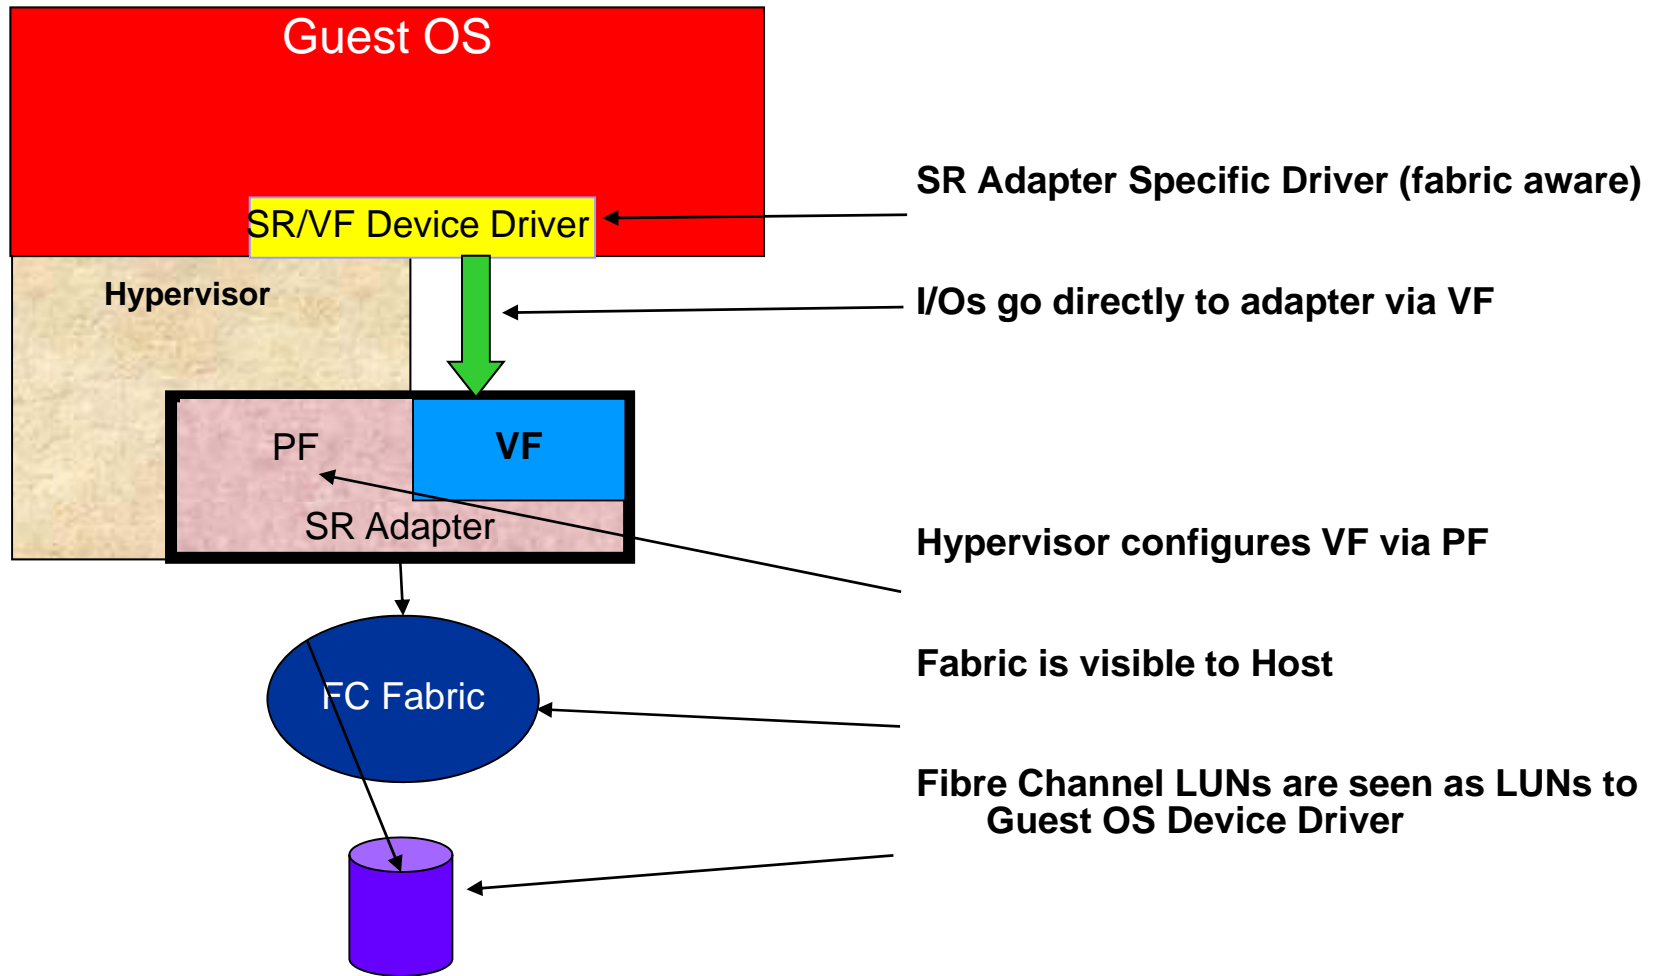 Guest OS
SR Adapter Specific Driver (fabric aware)
SR/VF Device Driver
Hypervisor
I/Os go directly to adapter via VF
PF
VF
SR Adapter
Hypervisor configures VF via PF
Fabric is visible to Host
FC Fabric
Fibre Channel LUNs are seen as LUNs to
Guest OS Device Driver